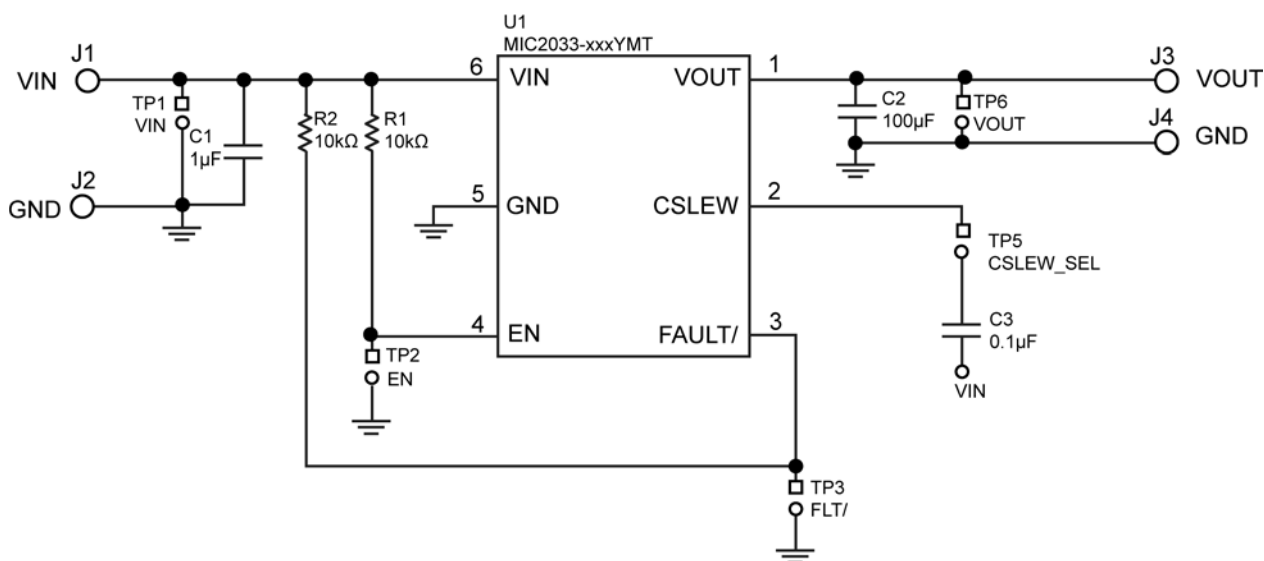 U1
MIC2033-xxxYMT
J1
VIN
TP1
VIN
C1
1µF
R2
10kΩ
R1
10kΩ
6
VIN
VOUT
1
C2
100µF
TP6
VOUT
J3
VOUT
J4
GND
J2
GND
5
GND
CSLEW
2
TP5
CSLEW_SEL
C3
0.1µF
VIN
4
EN
FAULT/
3
TP2
EN
TP3
FLT/